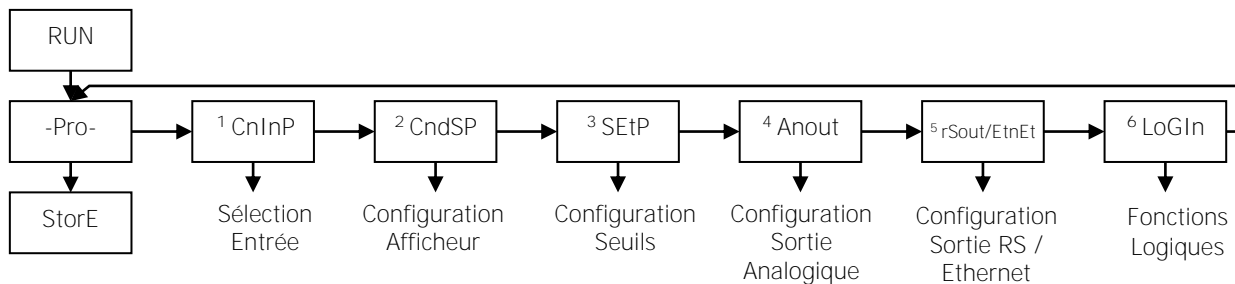 RUN
-Pro-
1 CnInP
2 CndSP
3 SEtP
4 Anout
5 rSout/EtnEt
6 LoGIn
StorE
Sélection
Entrée
Configuration
Afficheur
Configuration
Seuils
Configuration
Sortie
Analogique
Configuration
Sortie RS /
Ethernet
Fonctions
Logiques